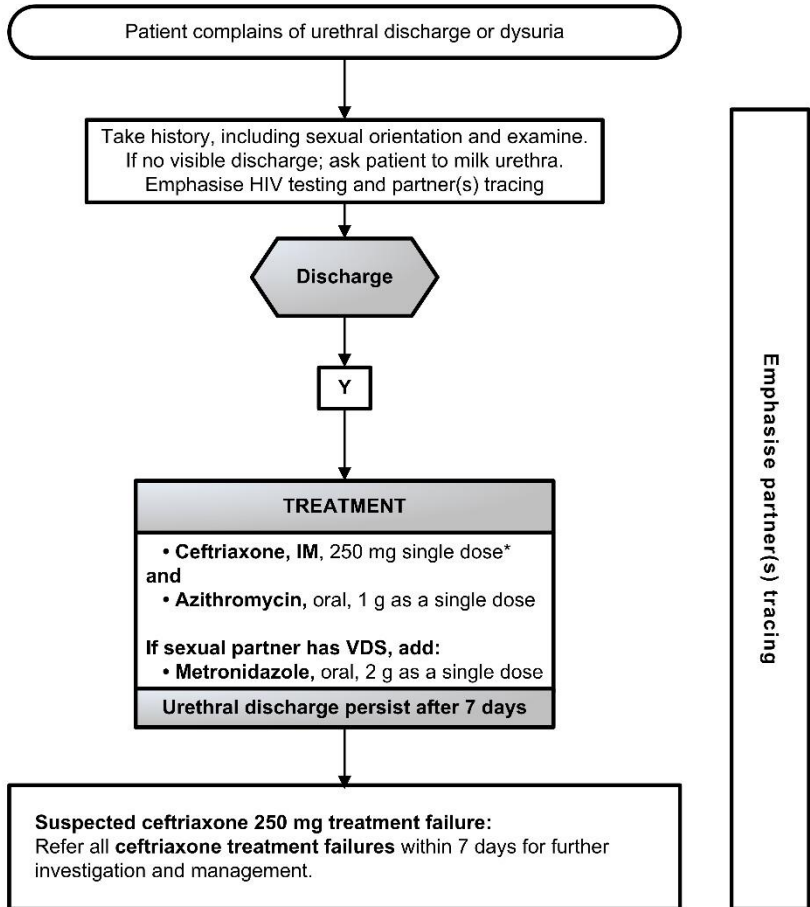 Patient complains of urethral discharge or dysuria
Take history, including sexual orientation and examine.
If no visible discharge; ask patient to milk urethra.
Emphasise HIV testing and partner(s) tracing
Discharge
Y
TREATMENT
• Ceftriaxone, IM, 250 mg single dose*
and
• Azithromycin, oral, 1 g as a single dose
If sexual partner has VDS, add:
• Metronidazole, oral, 2 g as a single dose
Urethral discharge persist after 7 days
Suspected ceftriaxone 250 mg treatment failure:
Refer all ceftriaxone treatment failures within 7 days for further
investigation and management.
Emphasise partner(s) tracing